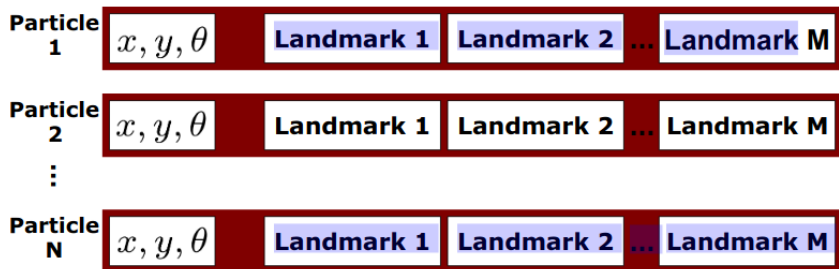 Particle 1 x, y, θ Landmark 1 Landmark 2 ... Landmark M
Particle 2 x, y, θ Landmark 1 Landmark 2 ... Landmark M
⋮
Particle N x, y, θ Landmark 1 Landmark 2 ... Landmark M